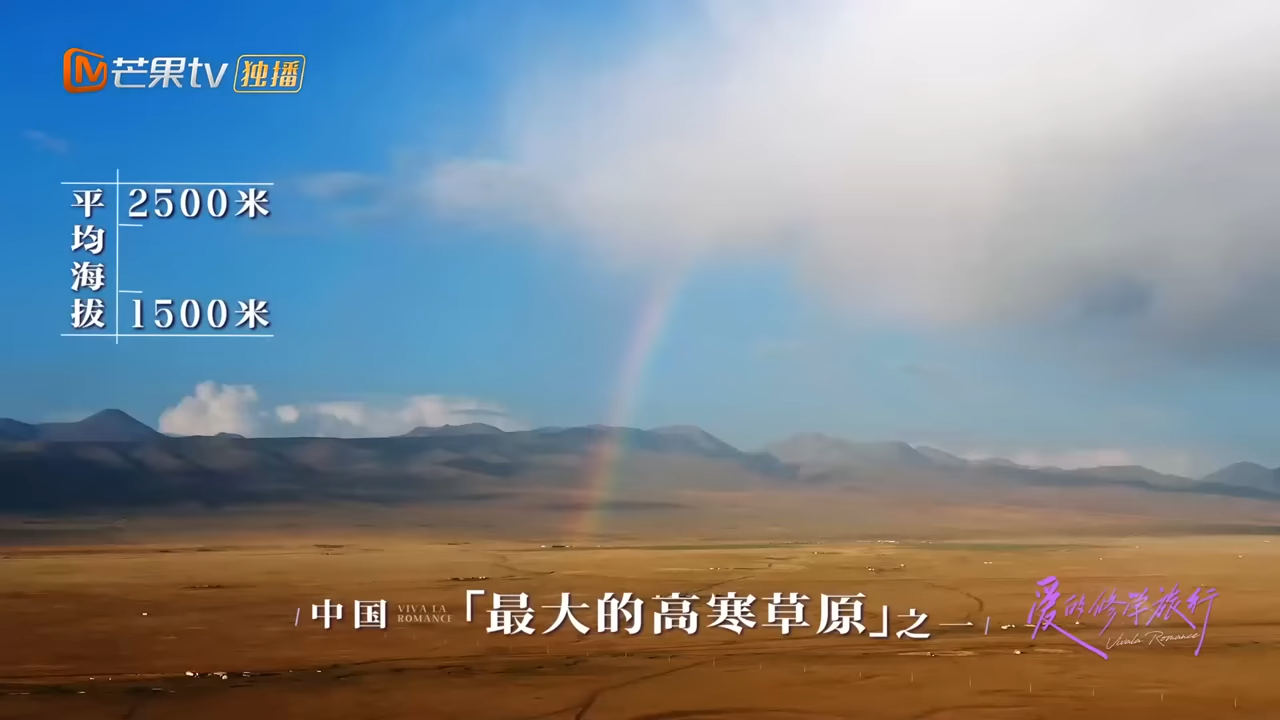 芒果tv 独播
平均海拔
2500米
1500米
中国 VIVA LA ROMANCE 「最大的高寒草原」之一
爱的修学旅行
Vivala Romance